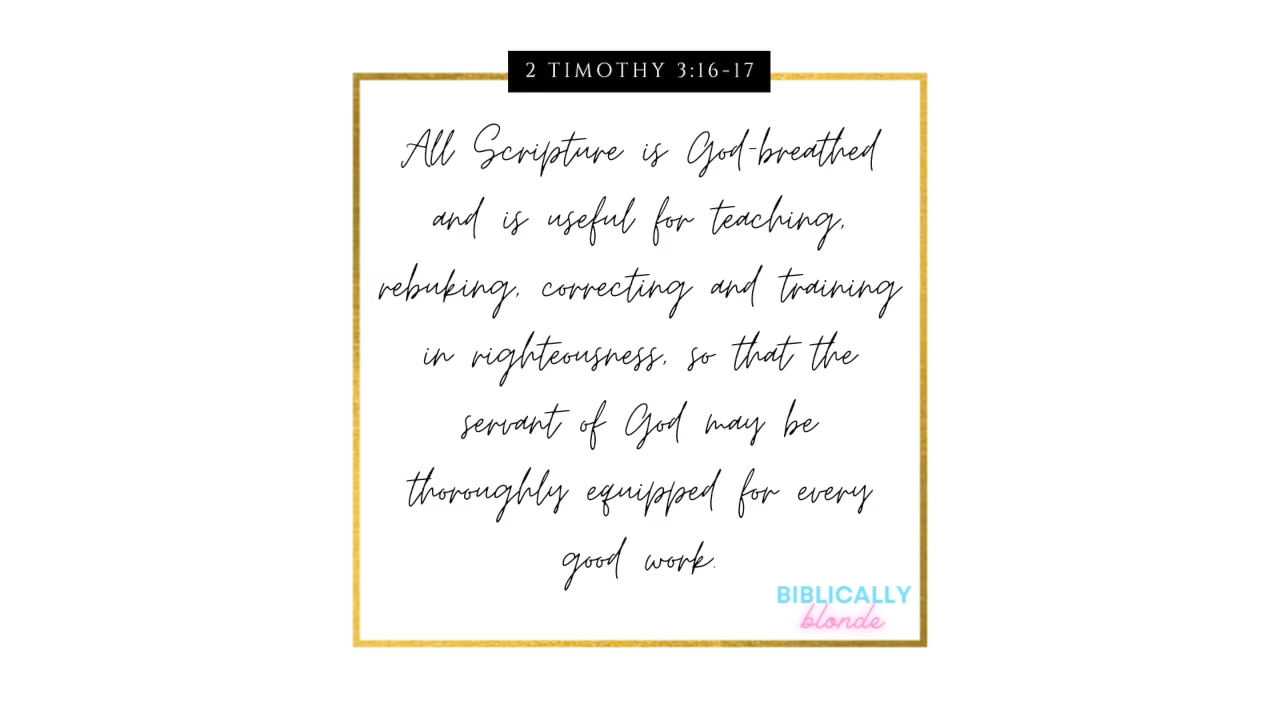 2 TIMOTHY 3:16-17
All Scripture is God-breathed
and is useful for teaching,
rebuking, correcting and training
in righteousness, so that the
servant of God may be
thoroughly equipped for every
good work.
BIBLICALLY
blonde